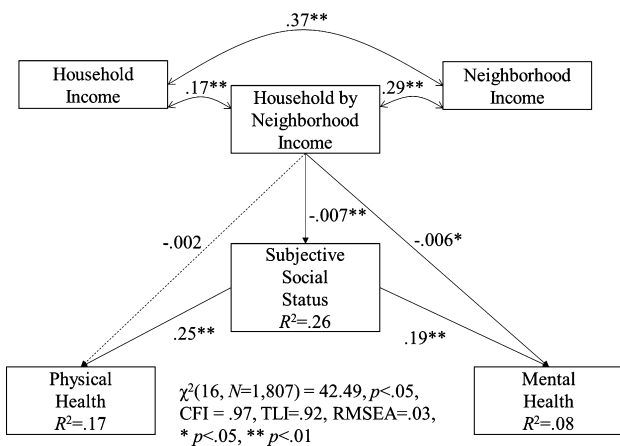 .37**
Household
Income
Neighborhood
Income
.17**
.29**
Household by
Neighborhood
Income
-.002
-.007**
-.006*
Subjective
Social
Status
R²=.26
.25**
.19**
Physical
Health
R²=.17
χ²(16, N=1,807) = 42.49, p<.05,
CFI = .97, TLI=.92, RMSEA=.03,
* p<.05, ** p<.01
Mental
Health
R²=.08